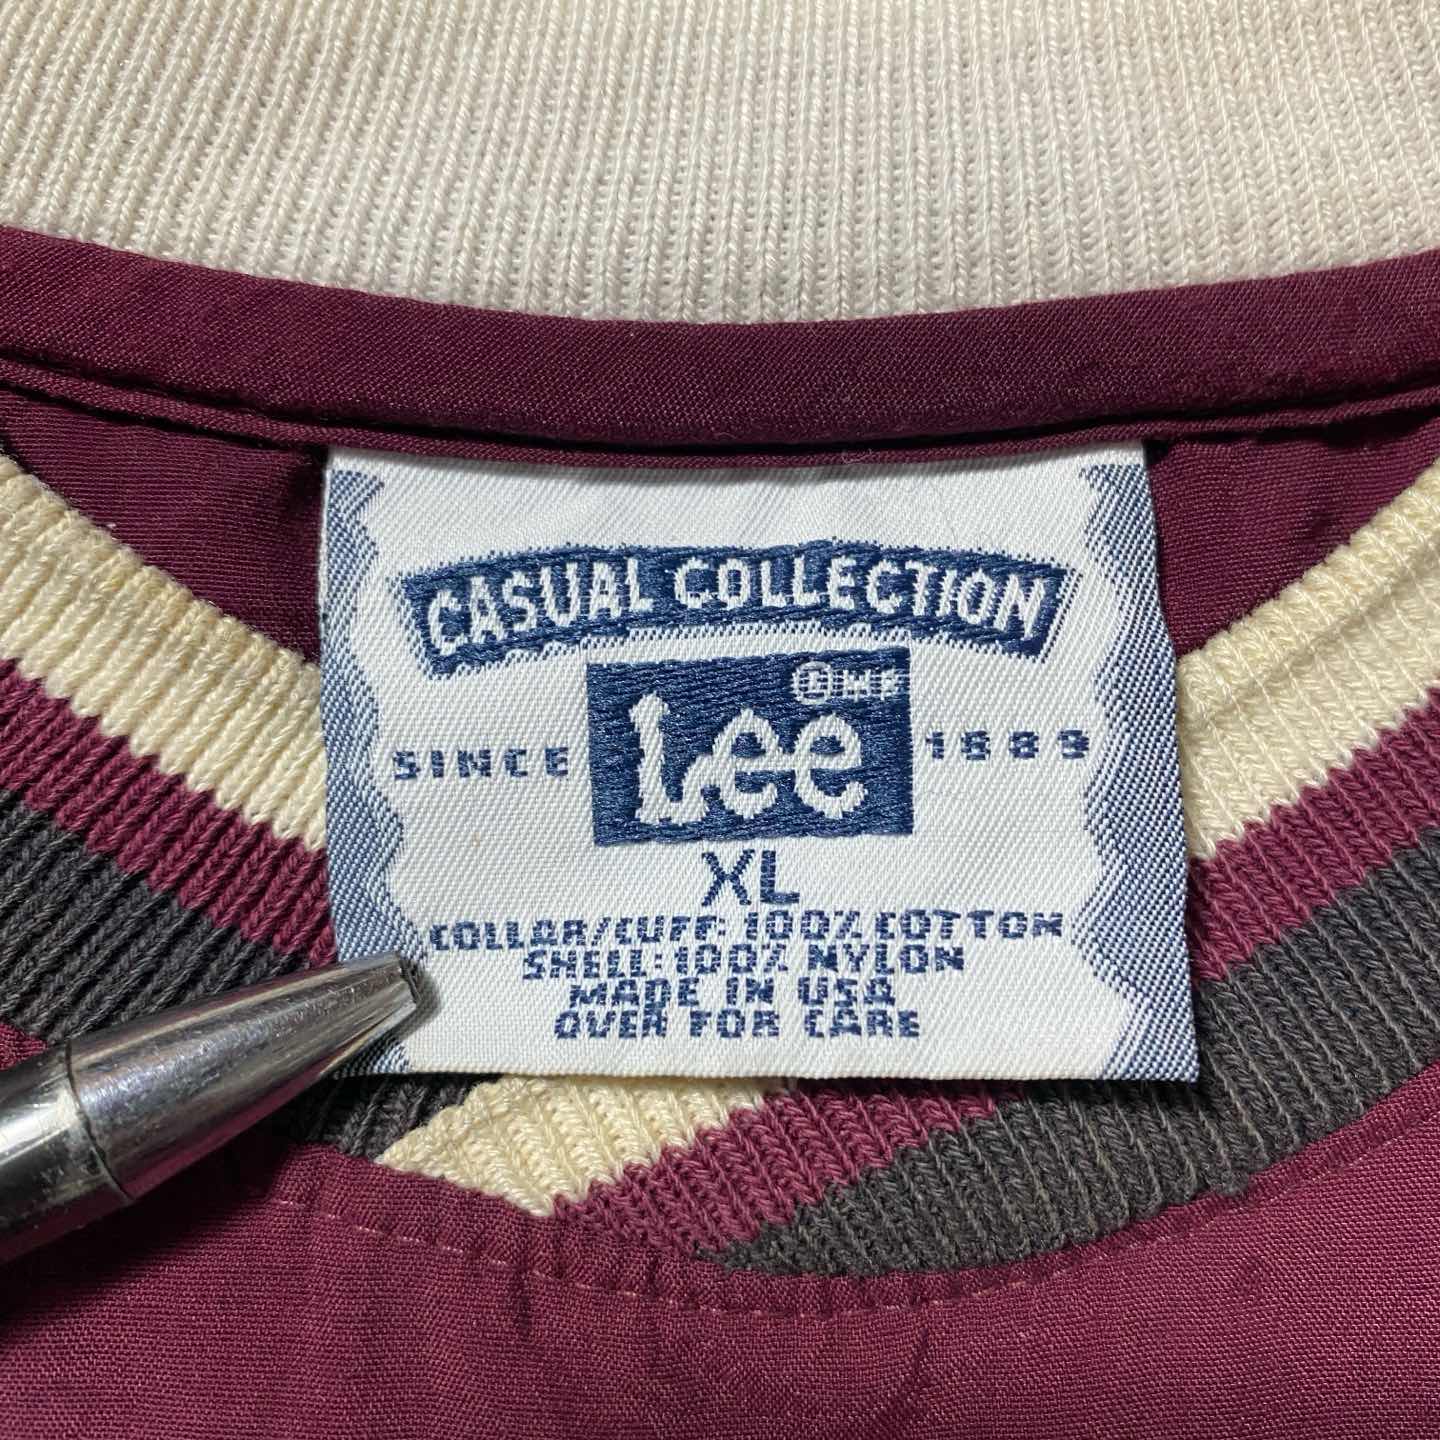 CASUAL COLLECTION
Lee
SINCE 1889
XL
COLLAR/CUFF: 100% COTTON
SHELL: 100% NYLON
MADE IN USA
OVER FOR CARE